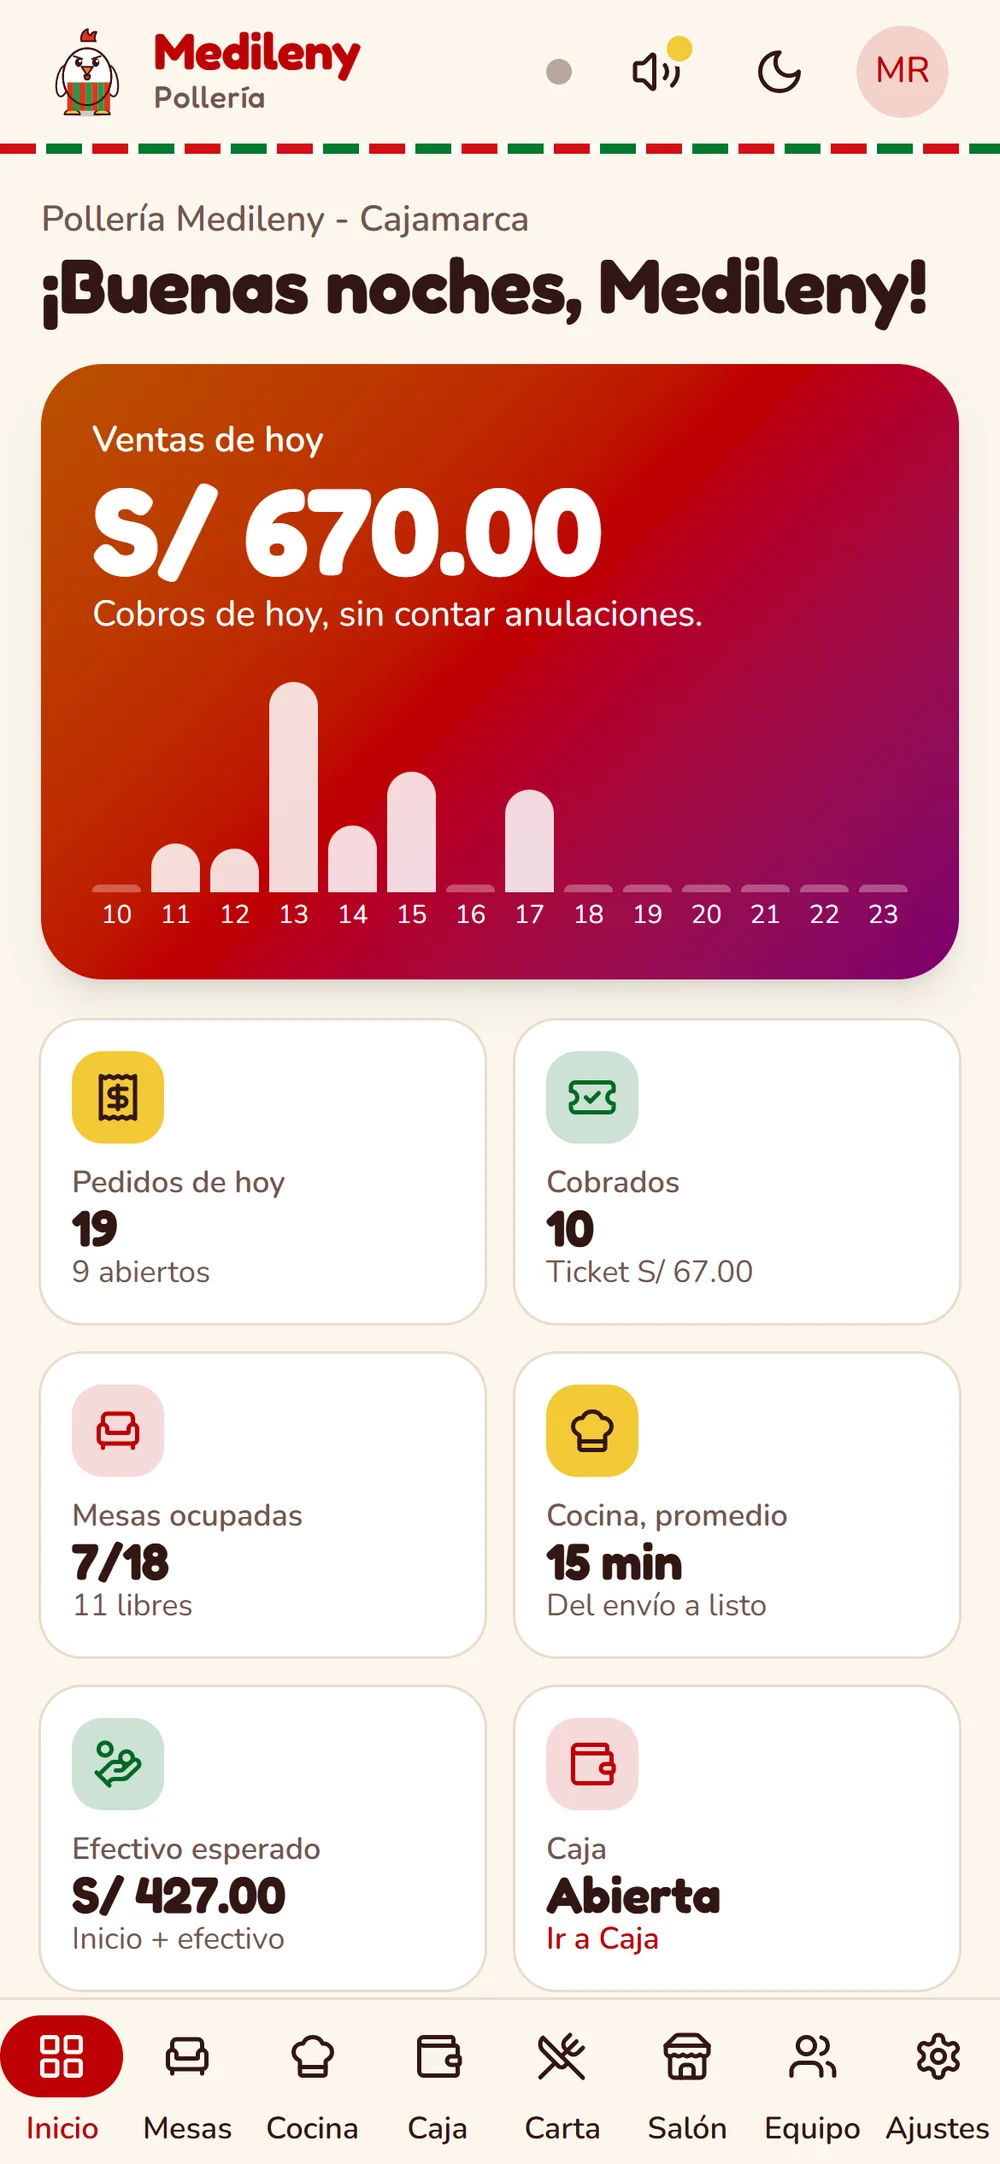 Medileny
Pollería
MR
Pollería Medileny - Cajamarca
¡Buenas noches, Medileny!
Ventas de hoy
S/ 670.00
Cobros de hoy, sin contar anulaciones.
10 11 12 13 14 15 16 17 18 19 20 21 22 23
Pedidos de hoy
19
9 abiertos
Cobrados
10
Ticket S/ 67.00
Mesas ocupadas
7/18
11 libres
Cocina, promedio
15 min
Del envío a listo
Efectivo esperado
S/ 427.00
Inicio + efectivo
Caja
Abierta
Ir a Caja
Inicio Mesas Cocina Caja Carta Salón Equipo Ajustes